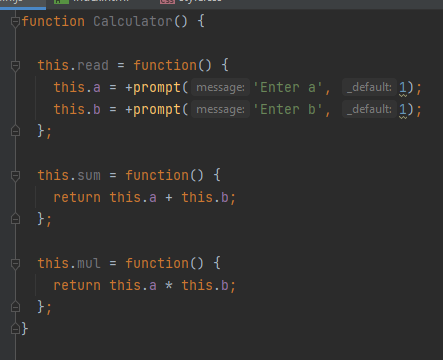 function Calculator() {
this.read = function() {
this.a = +prompt( message: 'Enter a', _default: 1);
this.b = +prompt( message: 'Enter b', _default: 1);
};
this.sum = function() {
return this.a + this.b;
};
this.mul = function() {
return this.a * this.b;
};
}